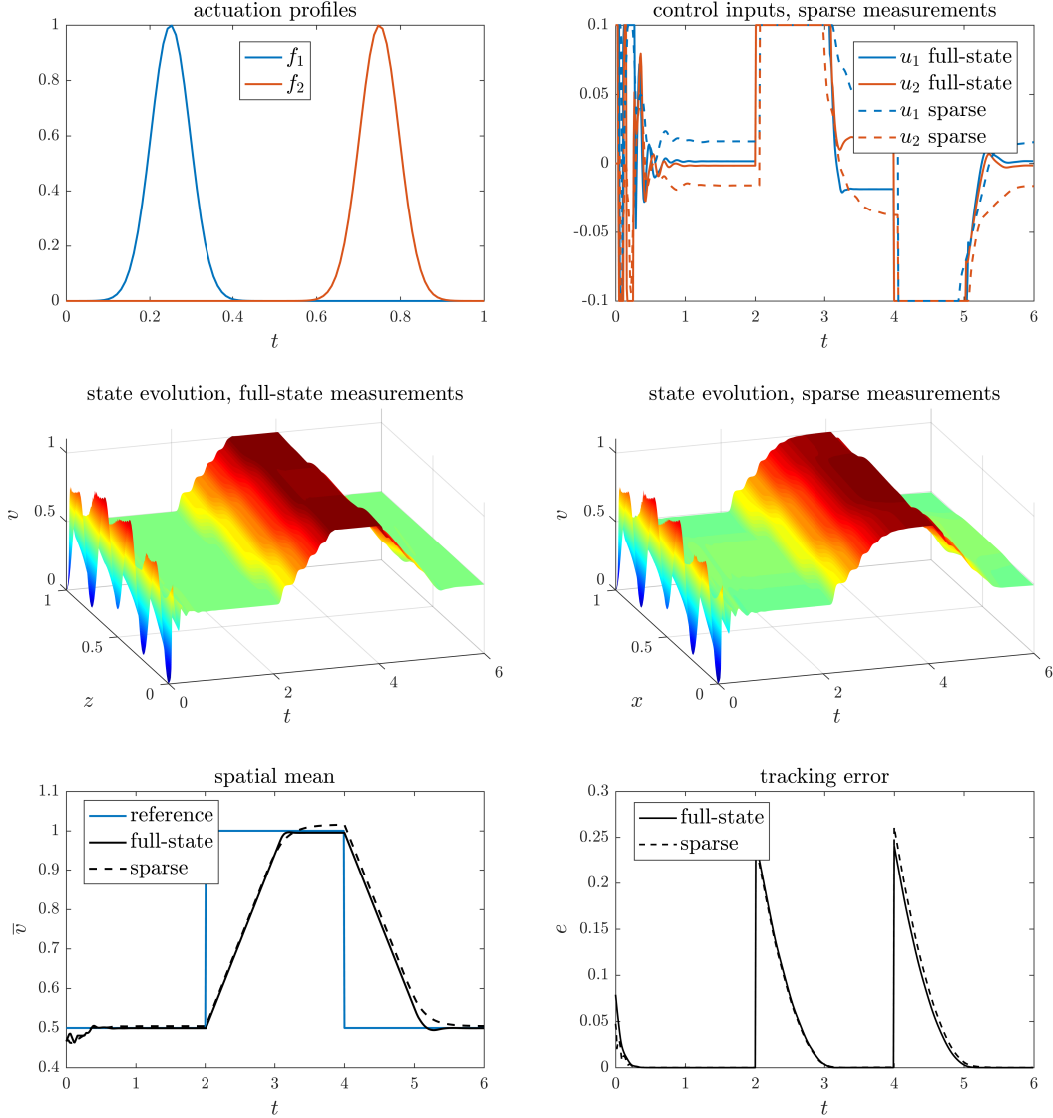 actuation profiles
1
0.8
0.6
0.4
0.2
0
0 0.2 0.4 0.6 0.8 1
t
f1
f2
control inputs, sparse measurements
0.1
0.05
0
-0.05
-0.1
0 1 2 3 4 5 6
t
u1 full-state
u2 full-state
u1 sparse
u2 sparse
state evolution, full-state measurements
1
0.5
0
v
1
0.5
0
z
0 2 4 6
t
state evolution, sparse measurements
1
0.5
0
v
1
0.5
0
x
0 2 4 6
t
spatial mean
1.1
1
0.9
0.8
0.7
0.6
0.5
0.4
v̅
0 1 2 3 4 5 6
t
reference
full-state
sparse
tracking error
0.3
0.25
0.2
0.15
0.1
0.05
0
e
0 1 2 3 4 5 6
t
full-state
sparse